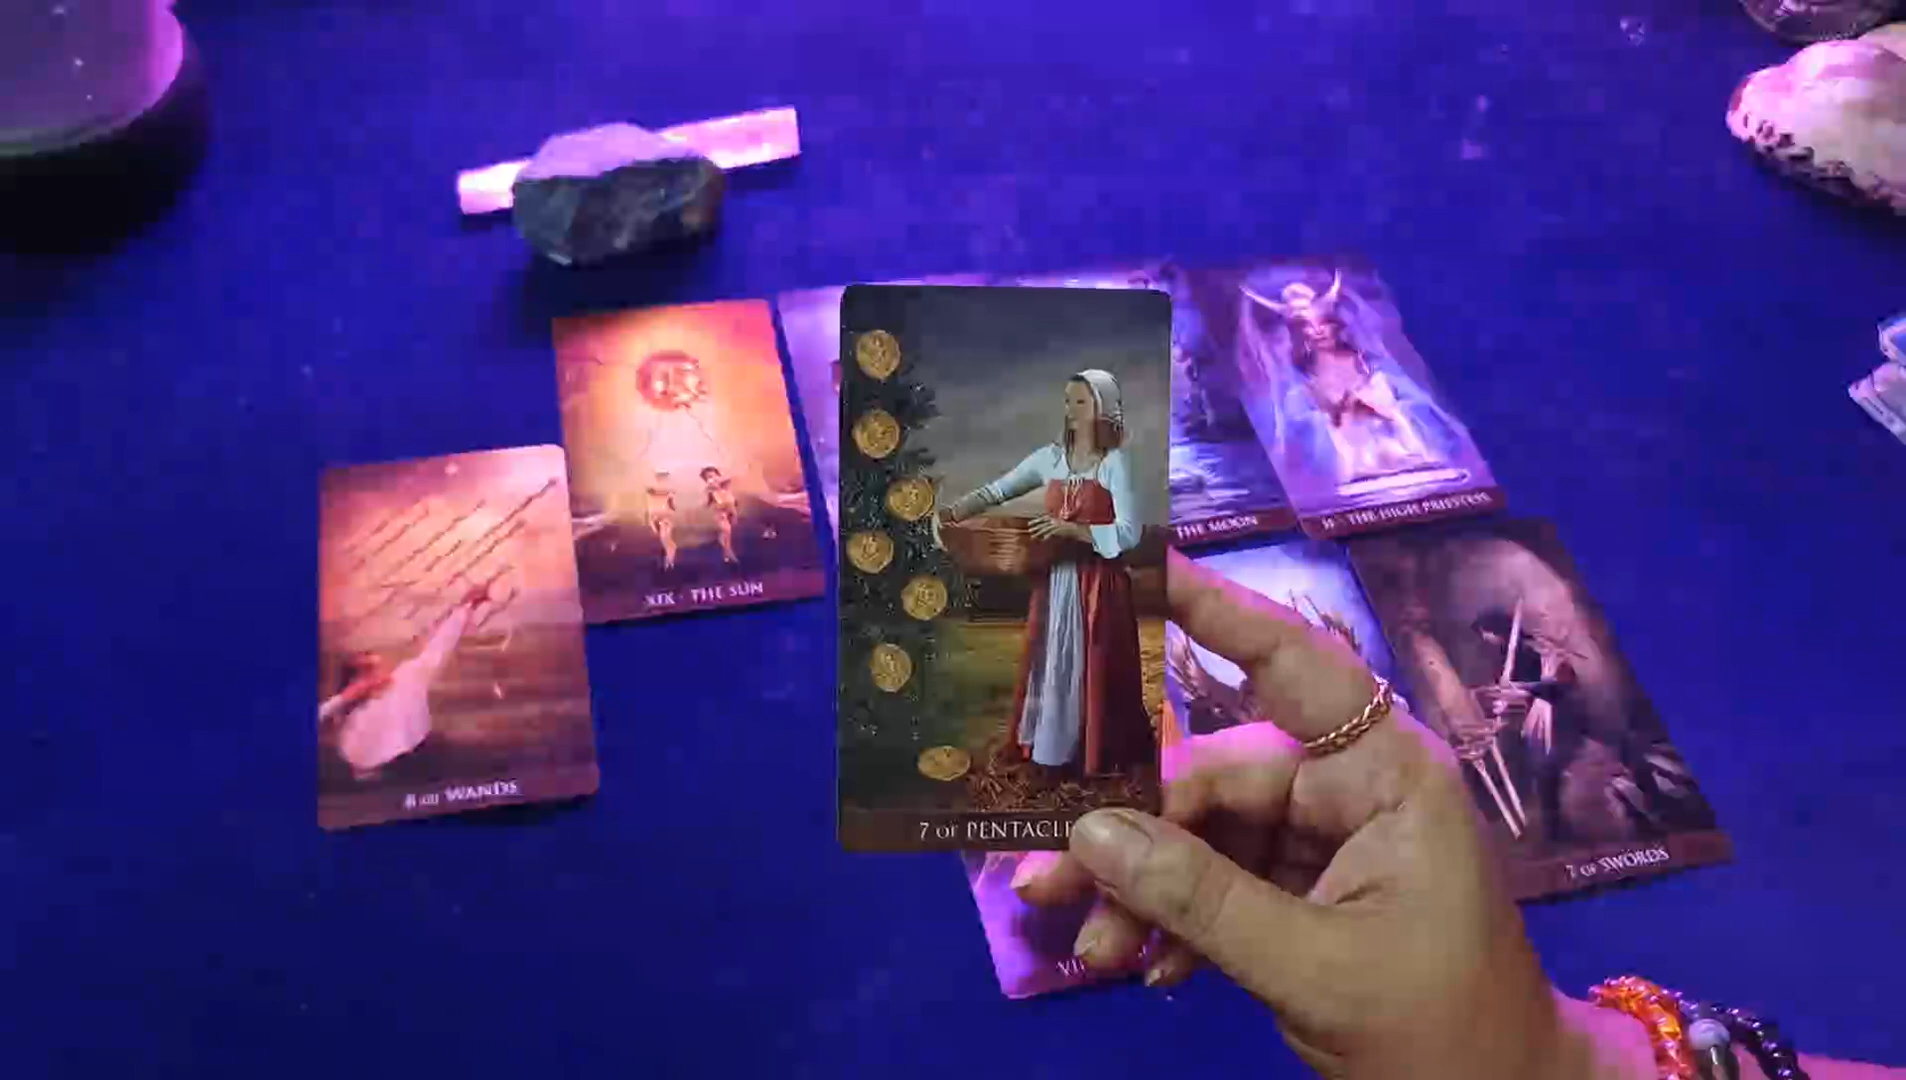 7 OF PENTACLE
XIX · THE SUN
THE MOON
II · THE HIGH PRIESTESS
8 OF WANDS
7 OF SWORDS